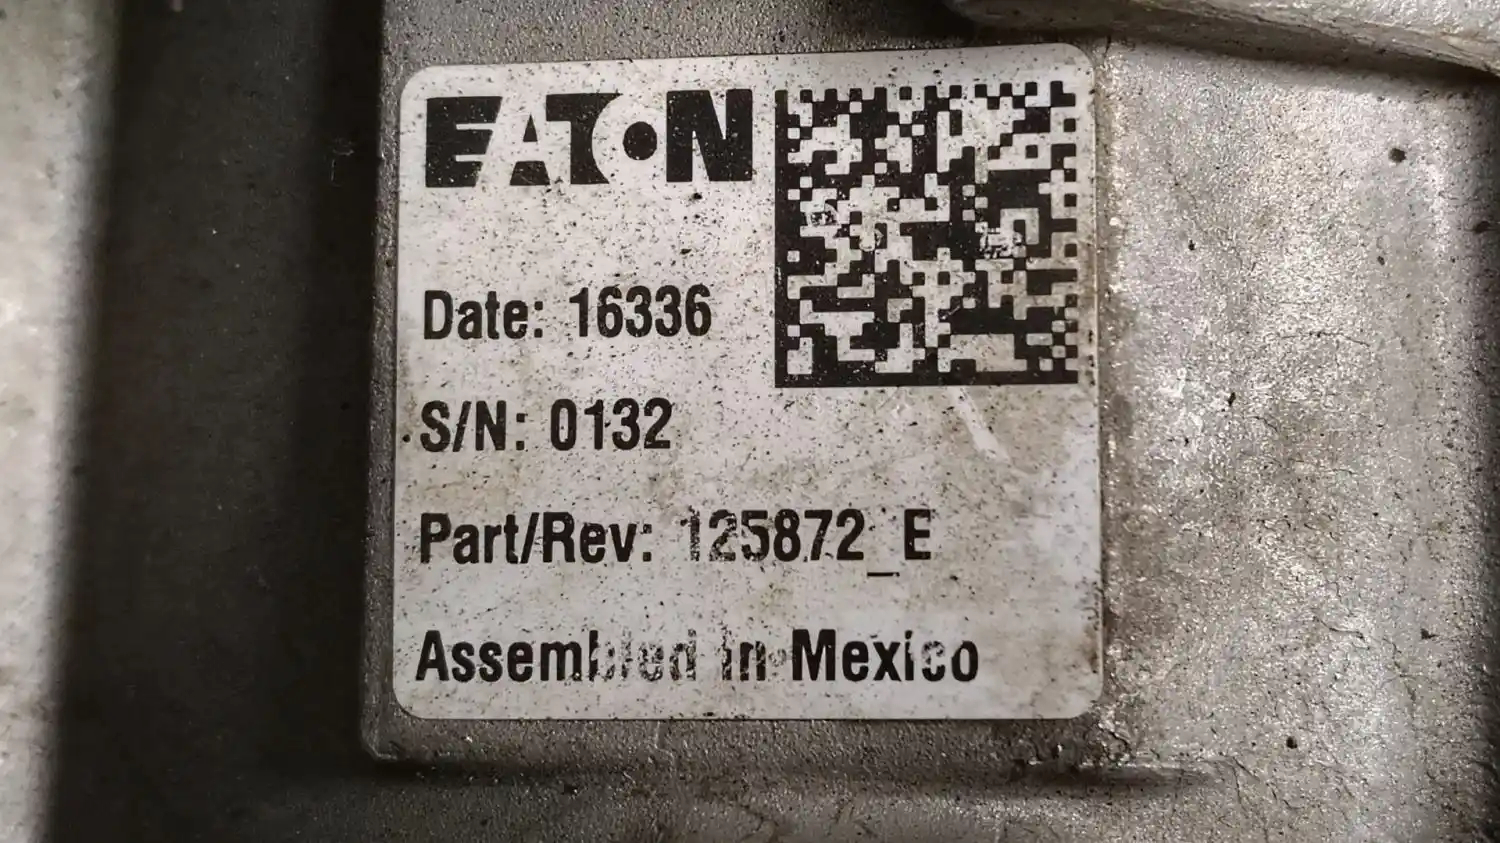 EATON
Date: 16336
S/N: 0132
Part/Rev: 125872_E
Assembled in Mexico